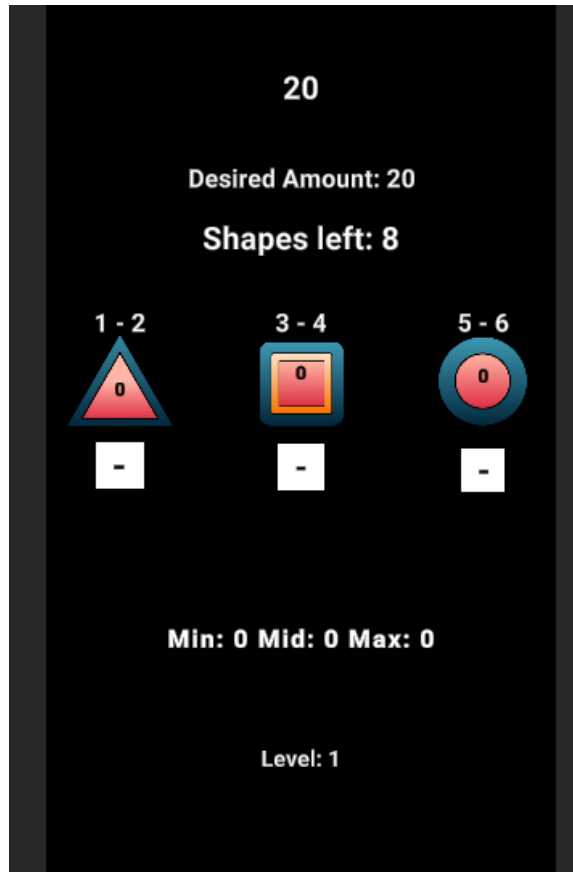 20
Desired Amount: 20
Shapes left: 8
1 - 2 3 - 4 5 - 6
0 0 0
- - -
Min: 0 Mid: 0 Max: 0
Level: 1